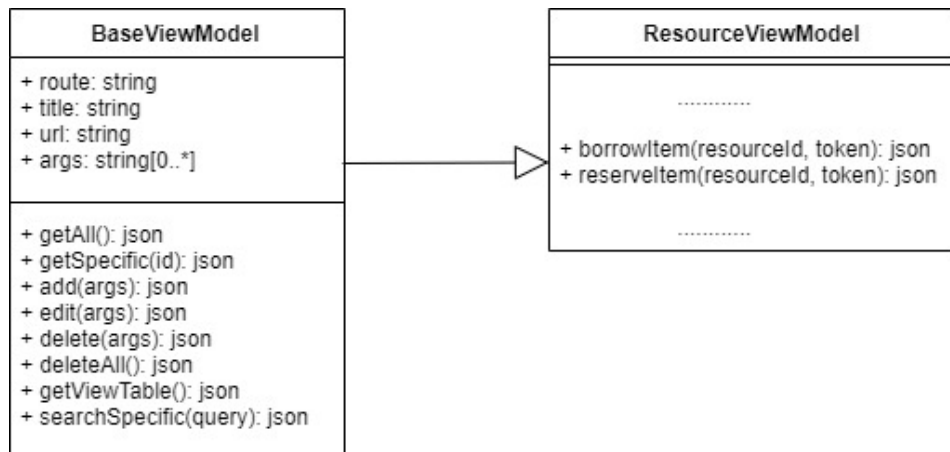 BaseViewModel
+ route: string
+ title: string
+ url: string
+ args: string[0..*]
+ getAll(): json
+ getSpecific(id): json
+ add(args): json
+ edit(args): json
+ delete(args): json
+ deleteAll(): json
+ getViewTable(): json
+ searchSpecific(query): json
ResourceViewModel
............
+ borrowItem(resourceId, token): json
+ reserveItem(resourceId, token): json
............